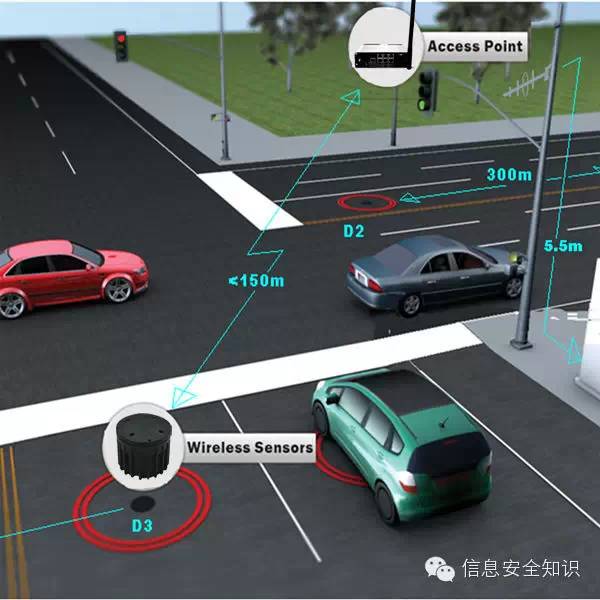 Access Point
300m
D2
5.5m
<150m
Wireless Sensors
D3
信息安全知识